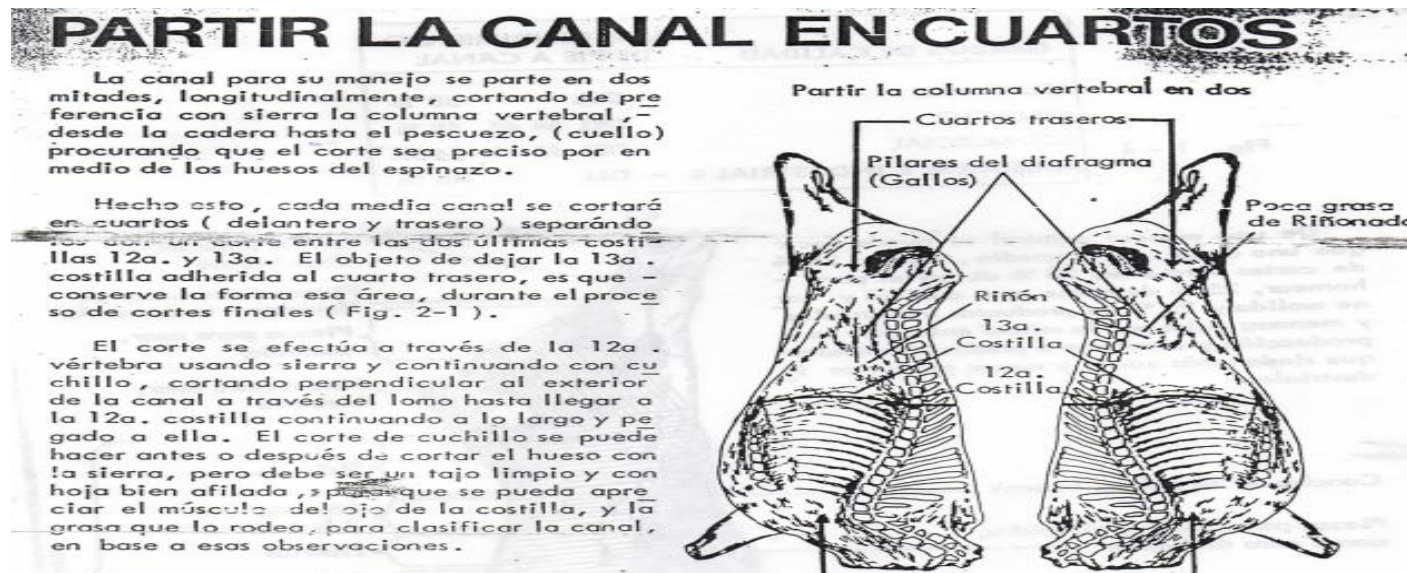 PARTIR LA CANAL EN CUARTOS
La canal para su manejo se parte en dos
mitades, longitudinalmente, cortando de pre
ferencia con sierra la columna vertebral,-
desde la cadera hasta el pescuezo, (cuello)
procurando que el corte sea preciso por en
medio de los huesos del espinazo.
Hecho esto, cada media canal se cortará
en cuartos ( delantero y trasero ) separándo
los con un corte entre las dos últimas costi-
llas 12a. y 13a. El objeto de dejar la 13a.
costilla adherida al cuarto trasero, es que -
conserve la forma esa área, durante el proce
so de cortes finales ( Fig. 2-1 ).
El corte se efectúa a través de la 12a.
vértebra usando sierra y continuando con cu
chillo, cortando perpendicular al exterior
de la canal a través del lomo hasta llegar a
la 12a. costilla continuando a lo largo y pe
gado a ella. El corte de cuchillo se puede
hacer antes o después de cortar el hueso con
la sierra, pero debe ser un tajo limpio y con
hoja bien afilada, que se pueda apre
ciar el músculo del ojo de la costilla, y la
grasa que lo rodea, para clasificar la canal,
en base a esas observaciones.
Partir la columna vertebral en dos
Cuartos traseros
Pilares del diafragma
(Gallos)
Poca grasa
de Riñonada
Riñón
13a.
Costilla
12a.
Costilla